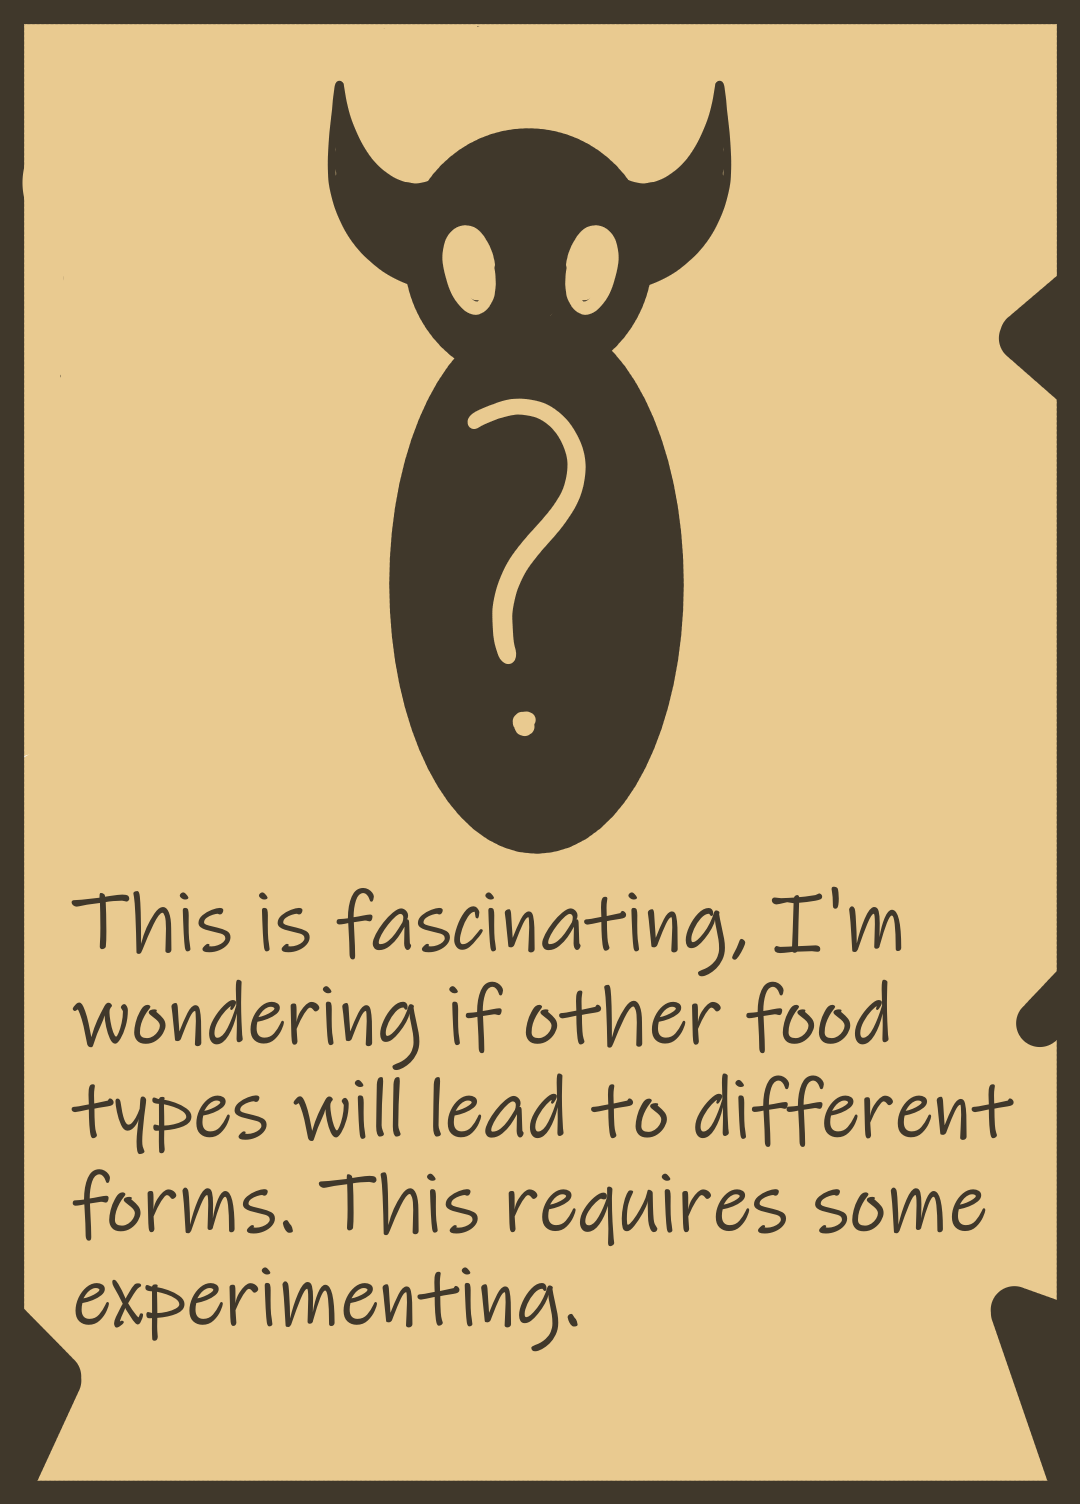 ?
This is fascinating, I'm
wondering if other food
types will lead to different
forms. This requires some
experimenting.